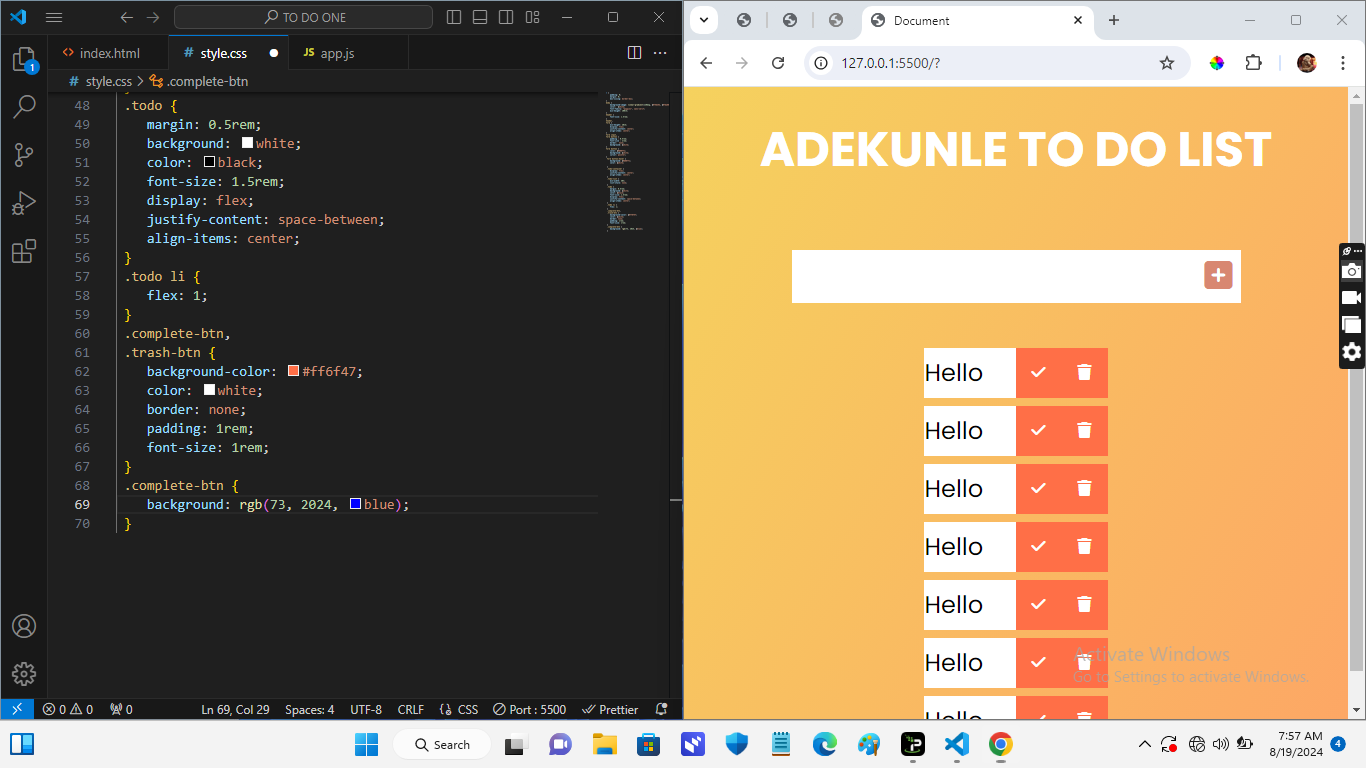 TO DO ONE
index.html
style.css
JS app.js
style.css > .complete-btn
48 .todo {
49 margin: 0.5rem;
50 background: white;
51 color: black;
52 font-size: 1.5rem;
53 display: flex;
54 justify-content: space-between;
55 align-items: center;
56 }
57 .todo li {
58 flex: 1;
59 }
60 .complete-btn,
61 .trash-btn {
62 background-color: #ff6f47;
63 color: white;
64 border: none;
65 padding: 1rem;
66 font-size: 1rem;
67 }
68 .complete-btn {
69 background: rgb(73, 2024, blue);
70 }
1
0 0 0
Ln 69, Col 29 Spaces: 4 UTF-8 CRLF {} CSS Port : 5500 Prettier
Document
127.0.0.1:5500/?
ADEKUNLE TO DO LIST
Hello
Hello
Hello
Hello
Hello
Hello
Hello
Activate Windows
Go to Settings to activate Windows.
Search
7:57 AM
8/19/2024
4